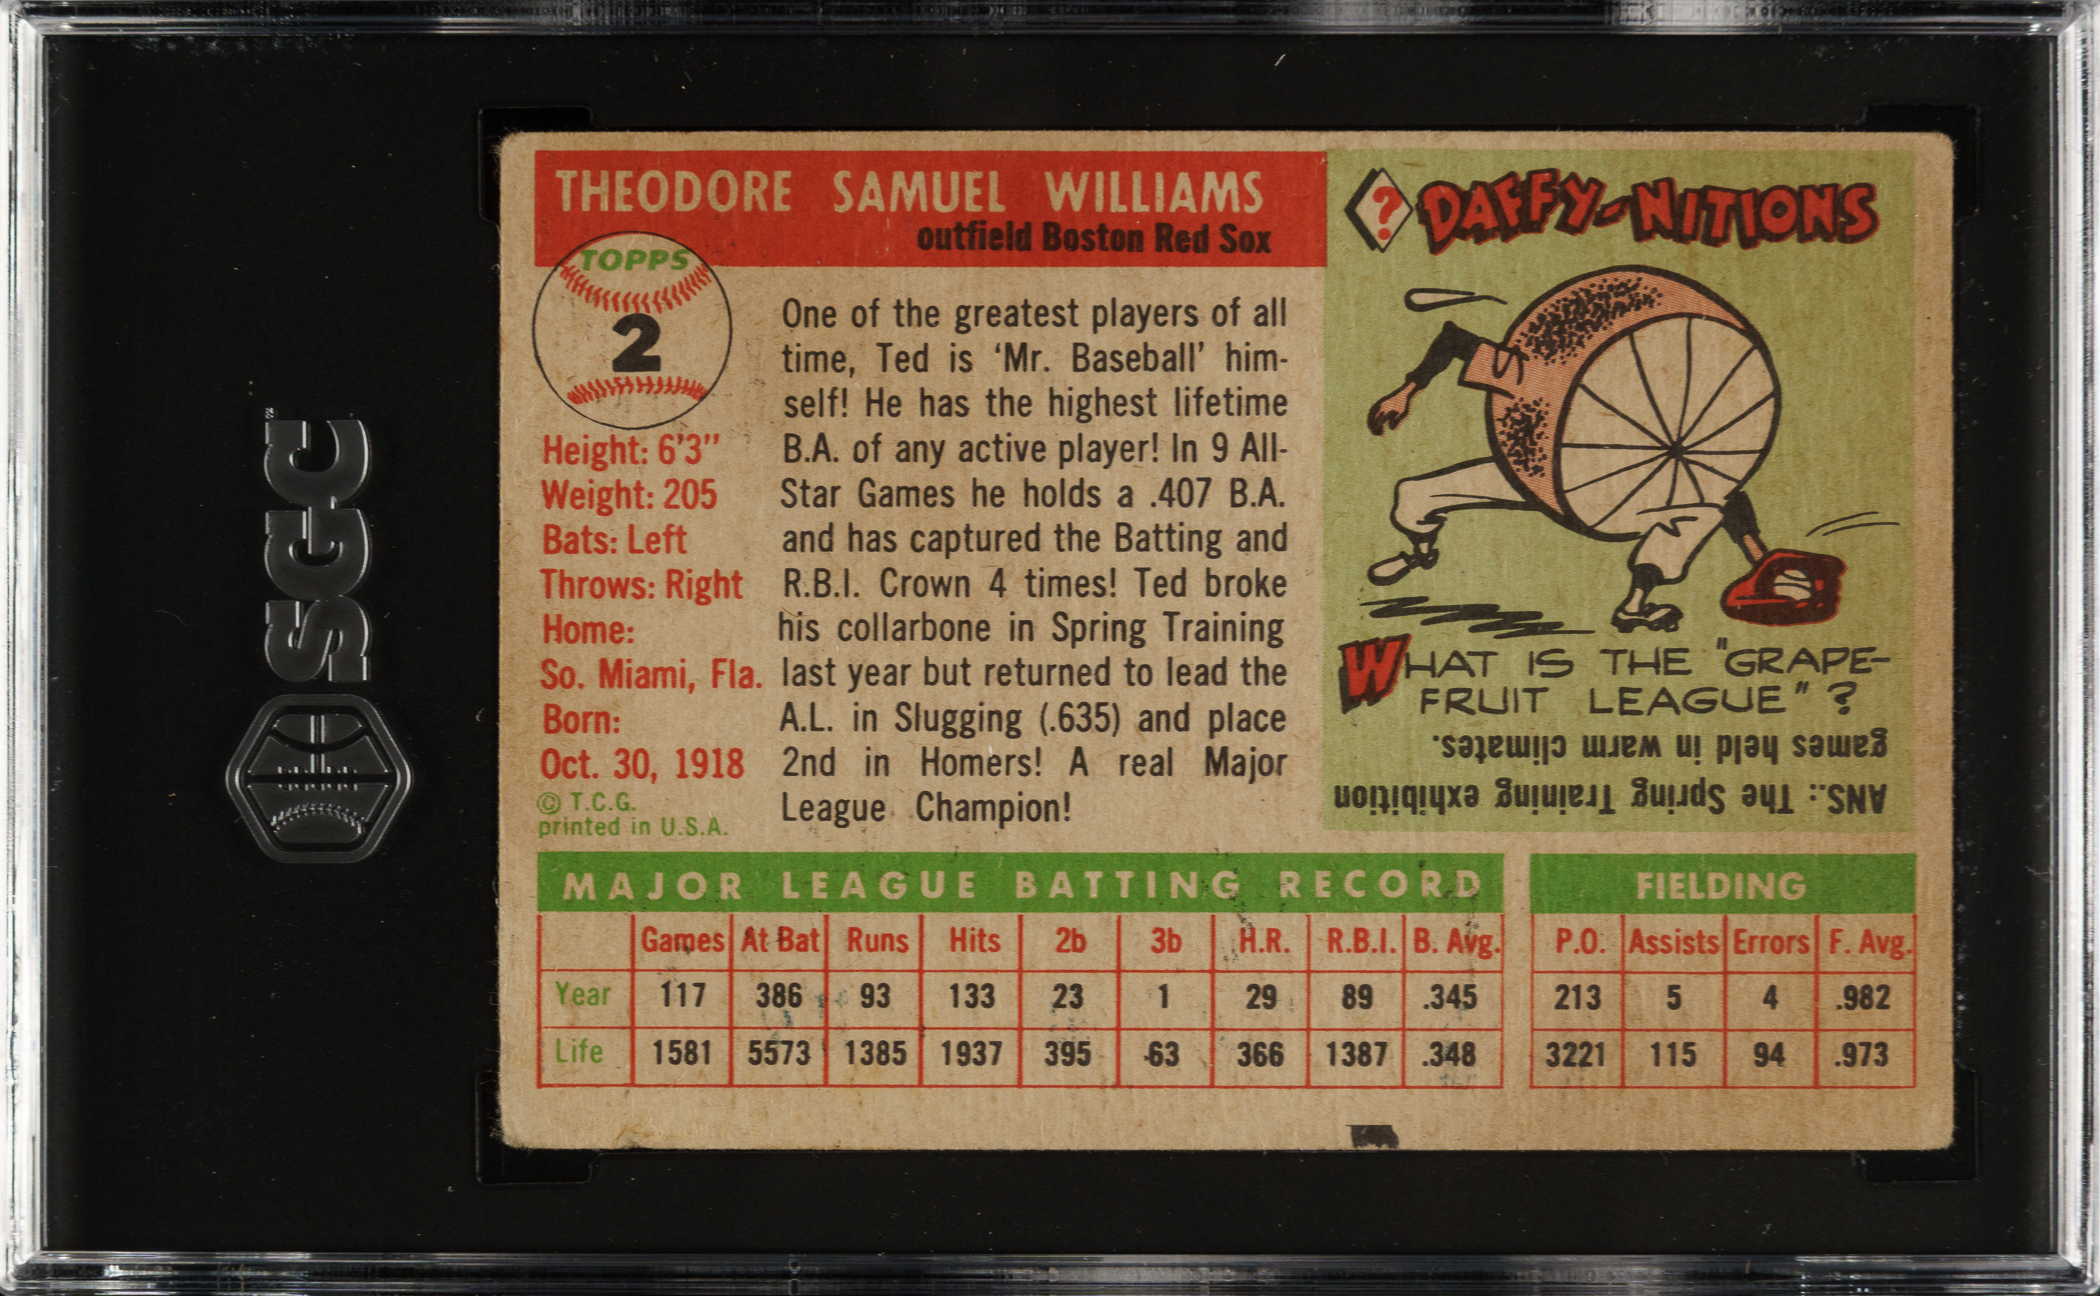 SGC
THEODORE SAMUEL WILLIAMS
outfield Boston Red Sox
TOPPS
2
Height: 6'3"
Weight: 205
Bats: Left
Throws: Right
Home:
So. Miami, Fla.
Born:
Oct. 30, 1918
© T.C.G.
printed in U.S.A.
One of the greatest players of all
time, Ted is 'Mr. Baseball' him-
self! He has the highest lifetime
B.A. of any active player! In 9 All-
Star Games he holds a .407 B.A.
and has captured the Batting and
R.B.I. Crown 4 times! Ted broke
his collarbone in Spring Training
last year but returned to lead the
A.L. in Slugging (.635) and place
2nd in Homers! A real Major
League Champion!
? DAFFY-NITIONS
WHAT IS THE "GRAPE-
FRUIT LEAGUE"?
ANS.: The Spring Training exhibition
games held in warm climates.
MAJOR LEAGUE BATTING RECORD
Games At Bat Runs Hits 2b 3b H.R. R.B.I. B. Avg.
Year 117 386 93 133 23 1 29 89 .345
Life 1581 5573 1385 1937 395 63 366 1387 .348
FIELDING
P.O. Assists Errors F. Avg.
213 5 4 .982
3221 115 94 .973